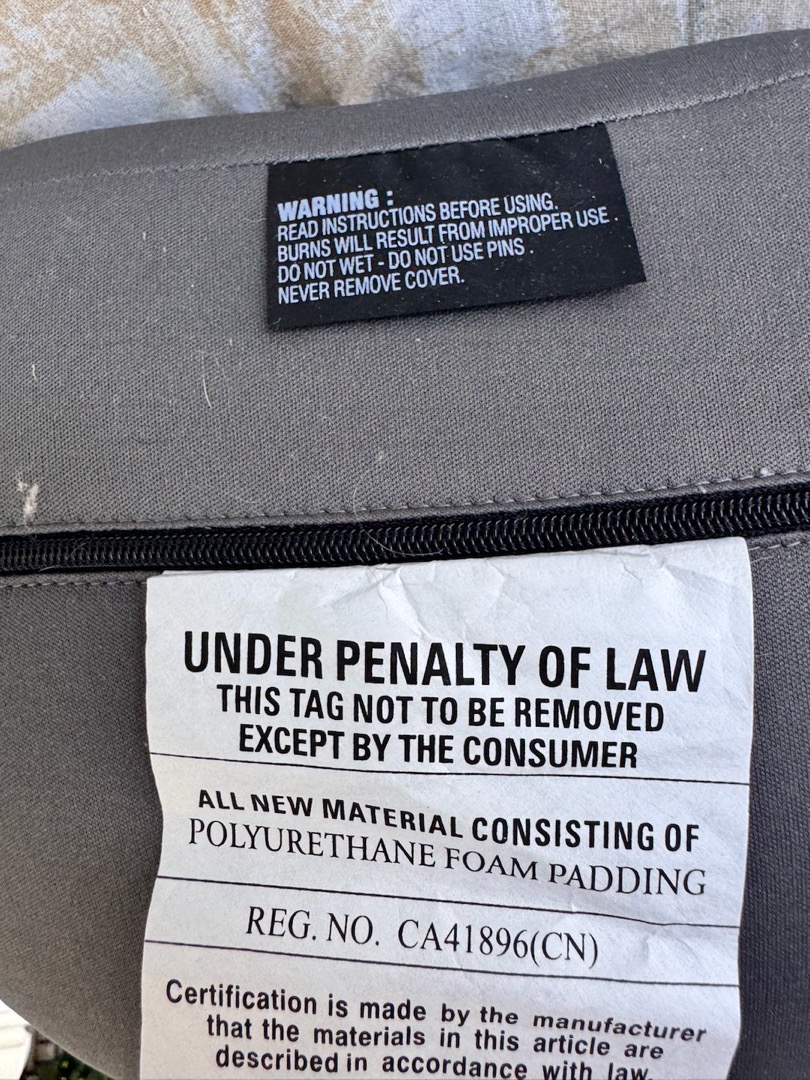 WARNING :
READ INSTRUCTIONS BEFORE USING.
BURNS WILL RESULT FROM IMPROPER USE .
DO NOT WET - DO NOT USE PINS .
NEVER REMOVE COVER.
UNDER PENALTY OF LAW
THIS TAG NOT TO BE REMOVED
EXCEPT BY THE CONSUMER
ALL NEW MATERIAL CONSISTING OF
POLYURETHANE FOAM PADDING
REG. NO. CA41896(CN)
Certification is made by the manufacturer
that the materials in this article are
described in accordance with law.